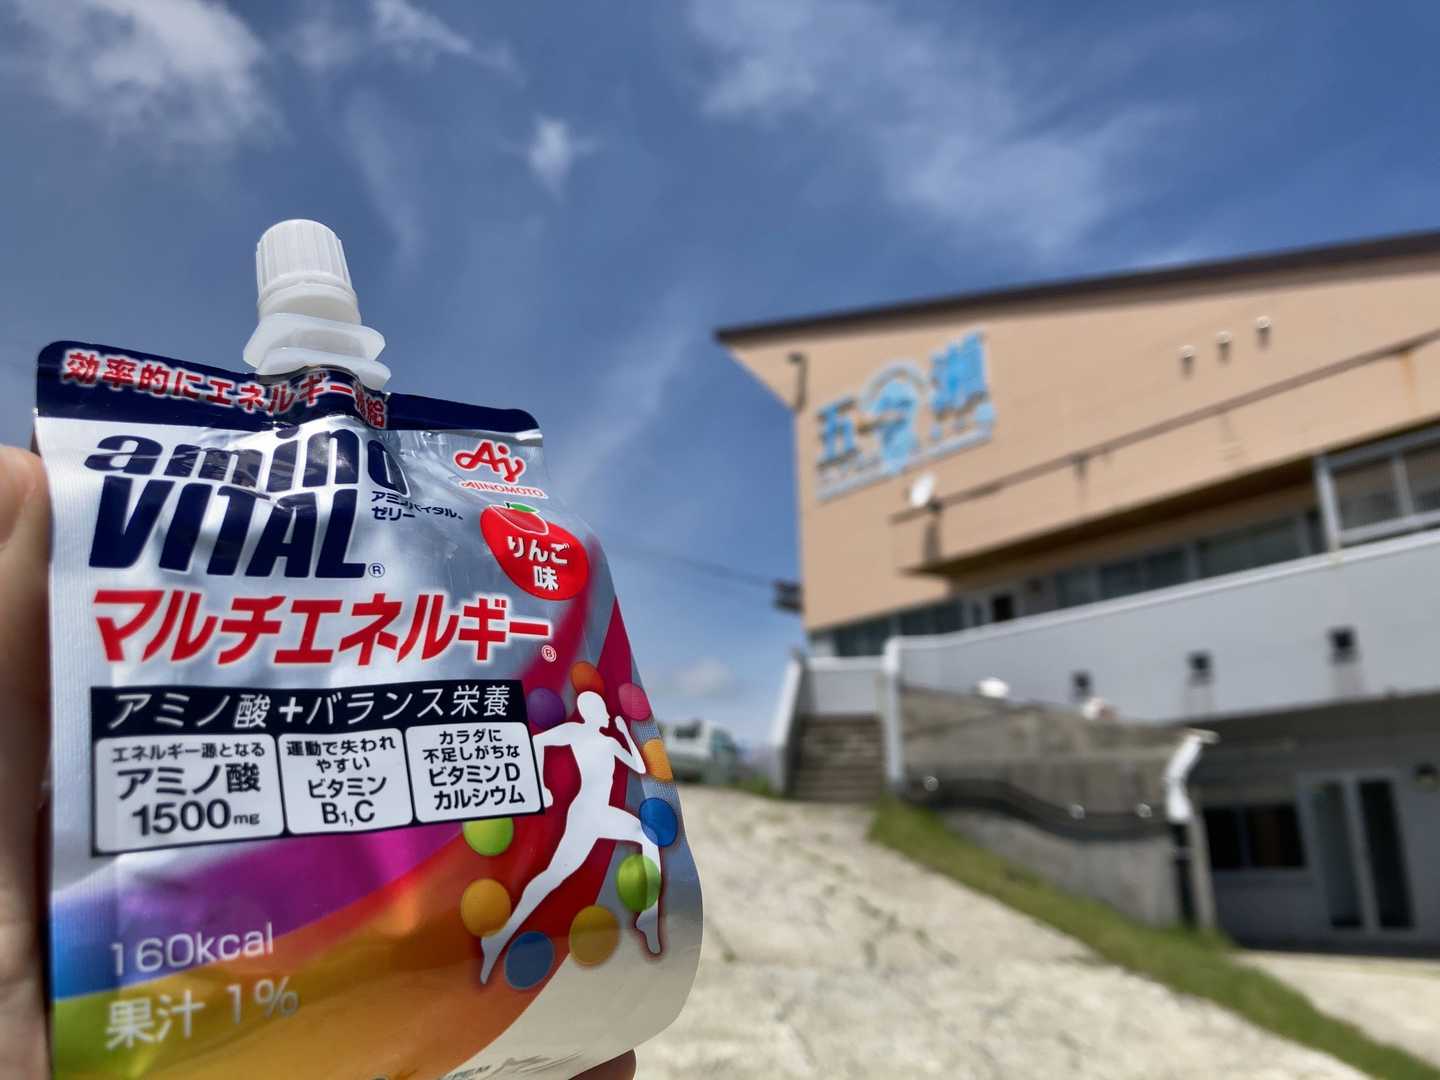 効率的にエネルギー補給
amino
VITAL®
アミノバイタル®
ゼリー
Aj
AJINOMOTO
りんご
味
マルチエネルギー®
アミノ酸+バランス栄養
エネルギー源となる
アミノ酸
1500mg
運動で失われ
やすい
ビタミン
B1,C
カラダに
不足しがちな
ビタミンD
カルシウム
160kcal
果汁 1%
五ヶ瀬